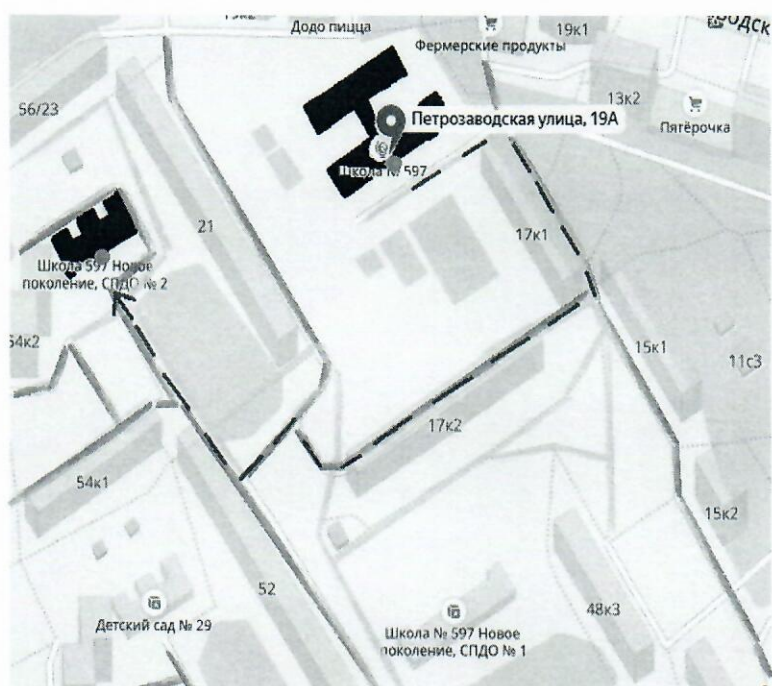 Додо пицца
19к1
Фермерские продукты
56/23
13к2
Петрозаводская улица, 19А
Пятёрочка
Школа № 597
21
17к1
Школа 597 Новое
поколение, СПДО № 2
54к2
15к1
11с3
17к2
54к1
15к2
52
Детский сад № 29
Школа № 597 Новое
поколение, СПДО № 1
48к3